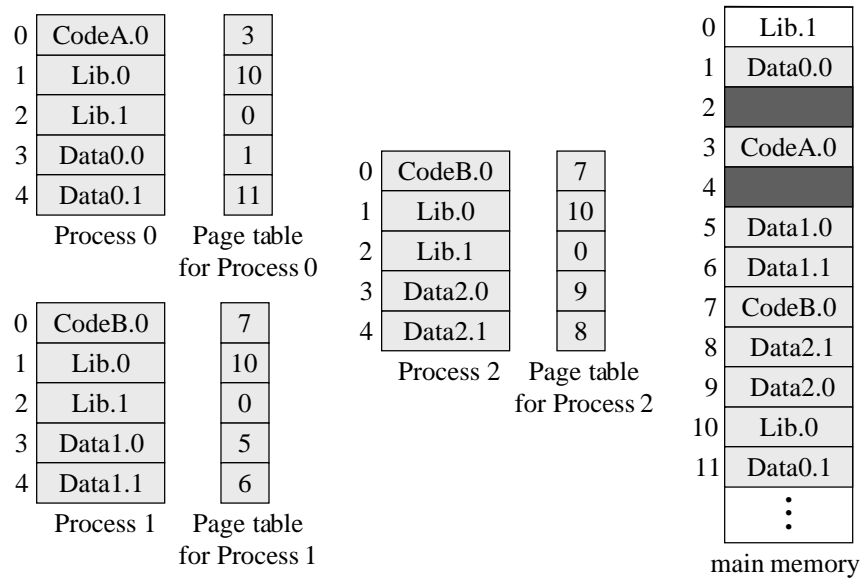 0 CodeA.0 3
1 Lib.0 10
2 Lib.1 0
3 Data0.0 1
4 Data0.1 11
Process 0 Page table
for Process 0
0 CodeB.0 7
1 Lib.0 10
2 Lib.1 0
3 Data1.0 5
4 Data1.1 6
Process 1 Page table
for Process 1
0 CodeB.0 7
1 Lib.0 10
2 Lib.1 0
3 Data2.0 9
4 Data2.1 8
Process 2 Page table
for Process 2
0 Lib.1
1 Data0.0
2
3 CodeA.0
4
5 Data1.0
6 Data1.1
7 CodeB.0
8 Data2.1
9 Data2.0
10 Lib.0
11 Data0.1
⋮
main memory